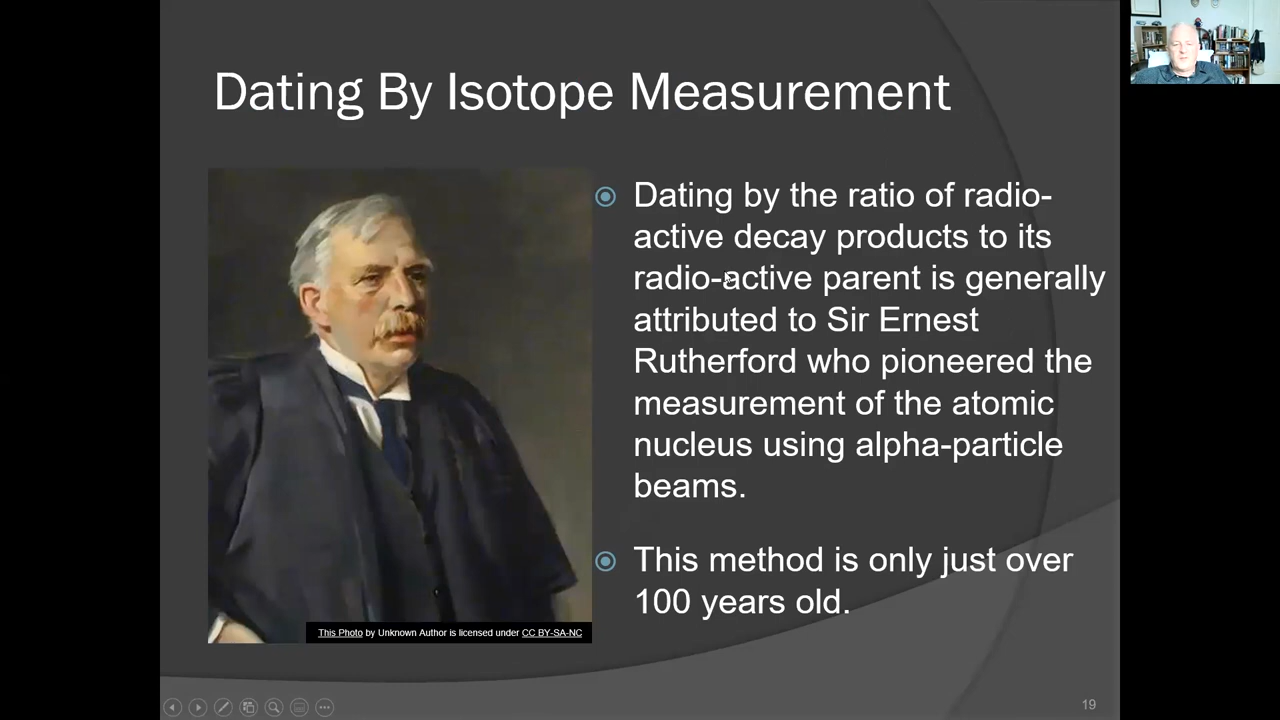 Dating By Isotope Measurement
Dating by the ratio of radio-
active decay products to its
radio-active parent is generally
attributed to Sir Ernest
Rutherford who pioneered the
measurement of the atomic
nucleus using alpha-particle
beams.
This method is only just over
100 years old.
This Photo by Unknown Author is licensed under CC BY-SA-NC
19